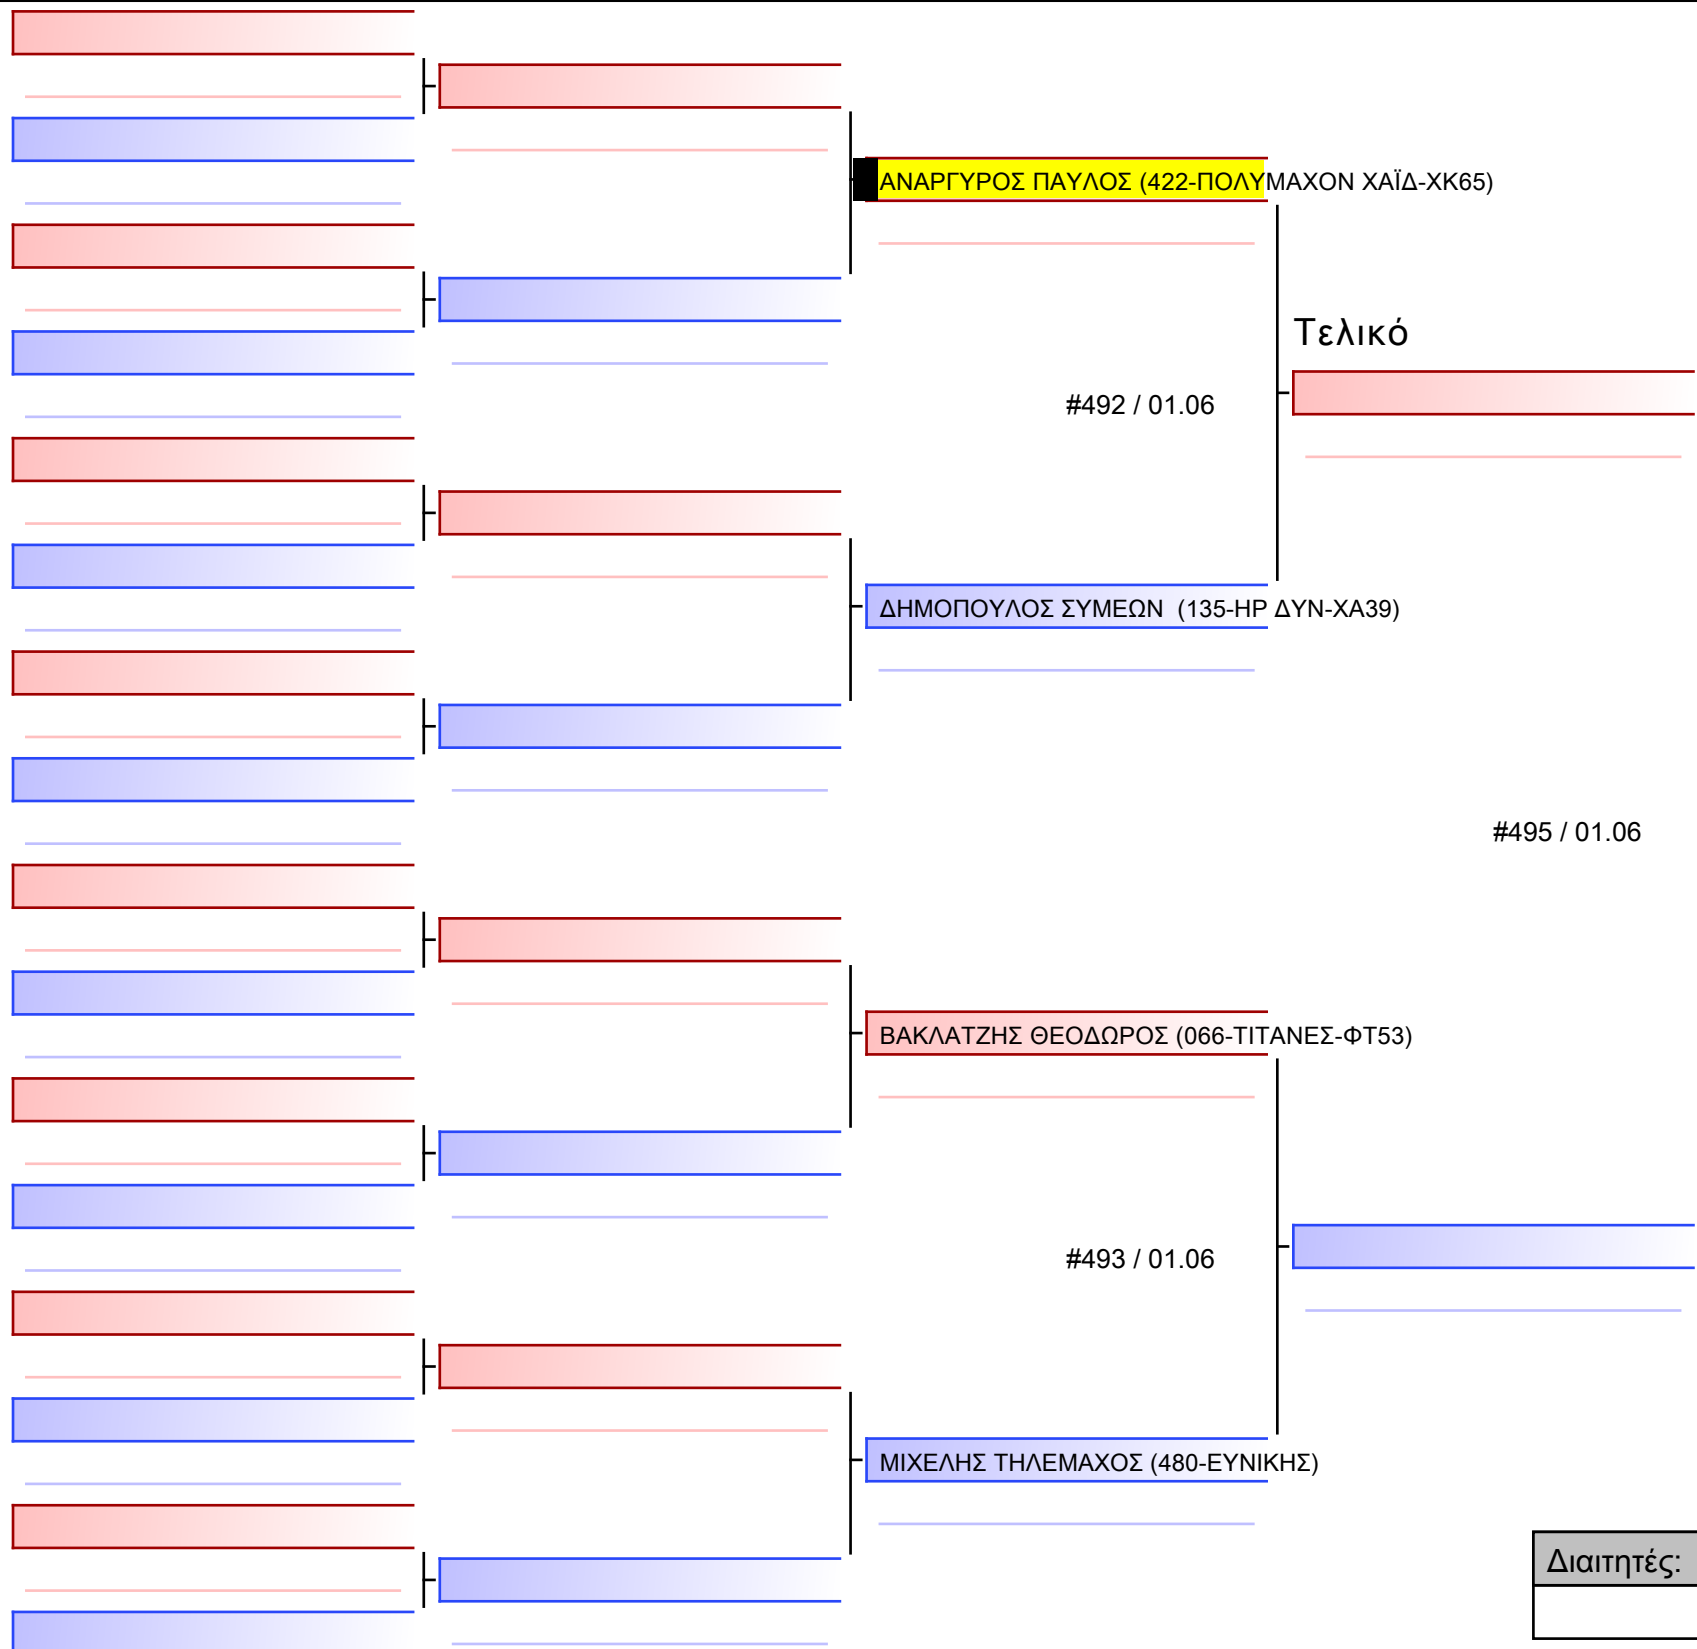 ΑΝΑΡΓΥΡΟΣ ΠΑΥΛΟΣ (422-ΠΟΛΥΜΑΧΟΝ ΧΑΪΔ-ΧΚ65)
Τελικό
#492 / 01.06
ΔΗΜΟΠΟΥΛΟΣ ΣΥΜΕΩΝ (135-ΗΡ ΔΥΝ-ΧΑ39)
#495 / 01.06
ΒΑΚΛΑΤΖΗΣ ΘΕΟΔΩΡΟΣ (066-ΤΙΤΑΝΕΣ-ΦΤ53)
#493 / 01.06
ΜΙΧΕΛΗΣ ΤΗΛΕΜΑΧΟΣ (480-ΕΥΝΙΚΗΣ)
Διαιτητές: